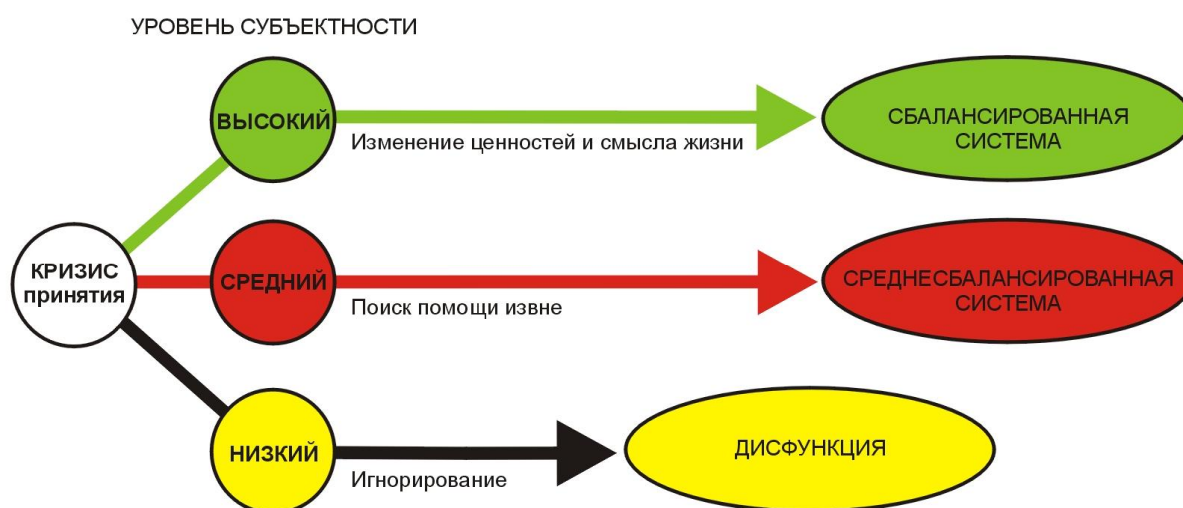 УРОВЕНЬ СУБЪЕКТНОСТИ
ВЫСОКИЙ
Изменение ценностей и смысла жизни
СБАЛАНСИРОВАННАЯ
СИСТЕМА
КРИЗИС
принятия
СРЕДНИЙ
Поиск помощи извне
СРЕДНЕСБАЛАНСИРОВАННАЯ
СИСТЕМА
НИЗКИЙ
Игнорирование
ДИСФУНКЦИЯ